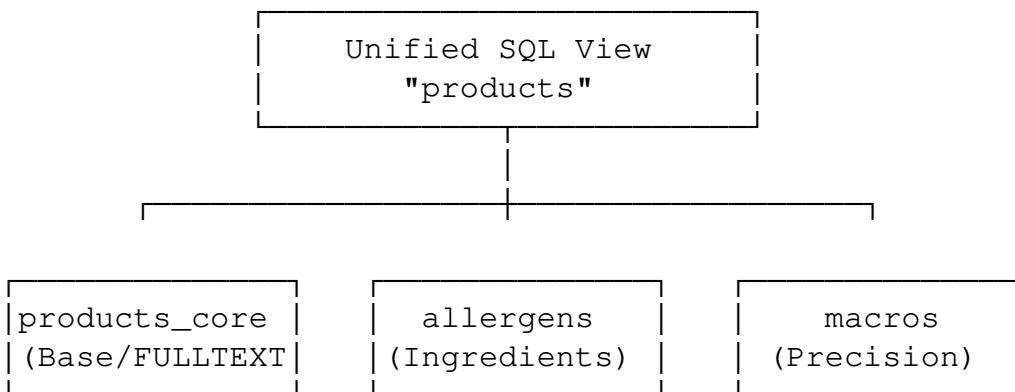 Unified SQL View
"products"
products_core
allergens
macros
(Base/FULLTEXT
(Ingredients)
(Precision)